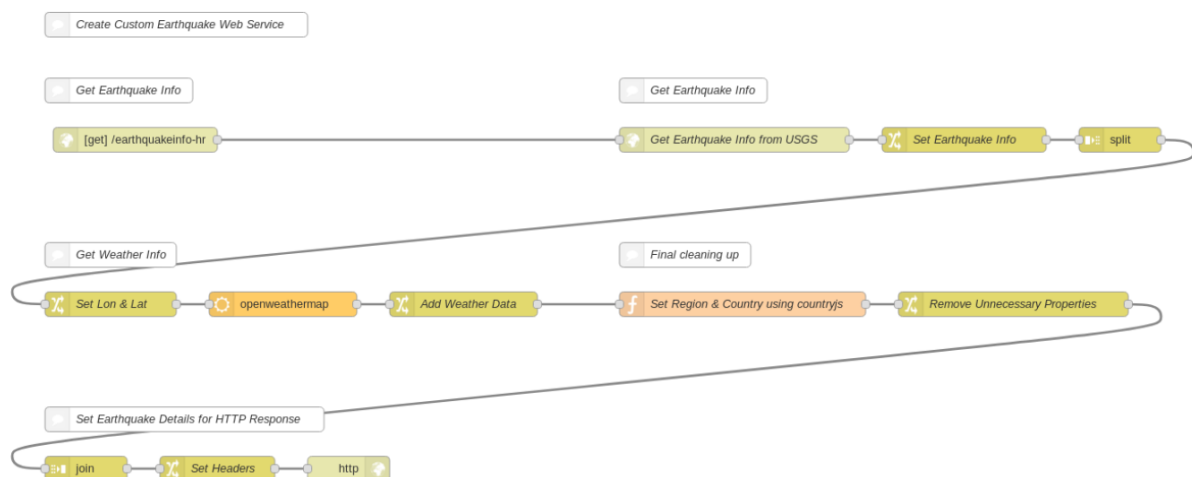 Create Custom Earthquake Web Service
Get Earthquake Info
Get Earthquake Info
[get] /earthquakeinfo-hr
Get Earthquake Info from USGS
Set Earthquake Info
split
Get Weather Info
Final cleaning up
Set Lon & Lat
openweathermap
Add Weather Data
Set Region & Country using countryjs
Remove Unnecessary Properties
Set Earthquake Details for HTTP Response
join
Set Headers
http